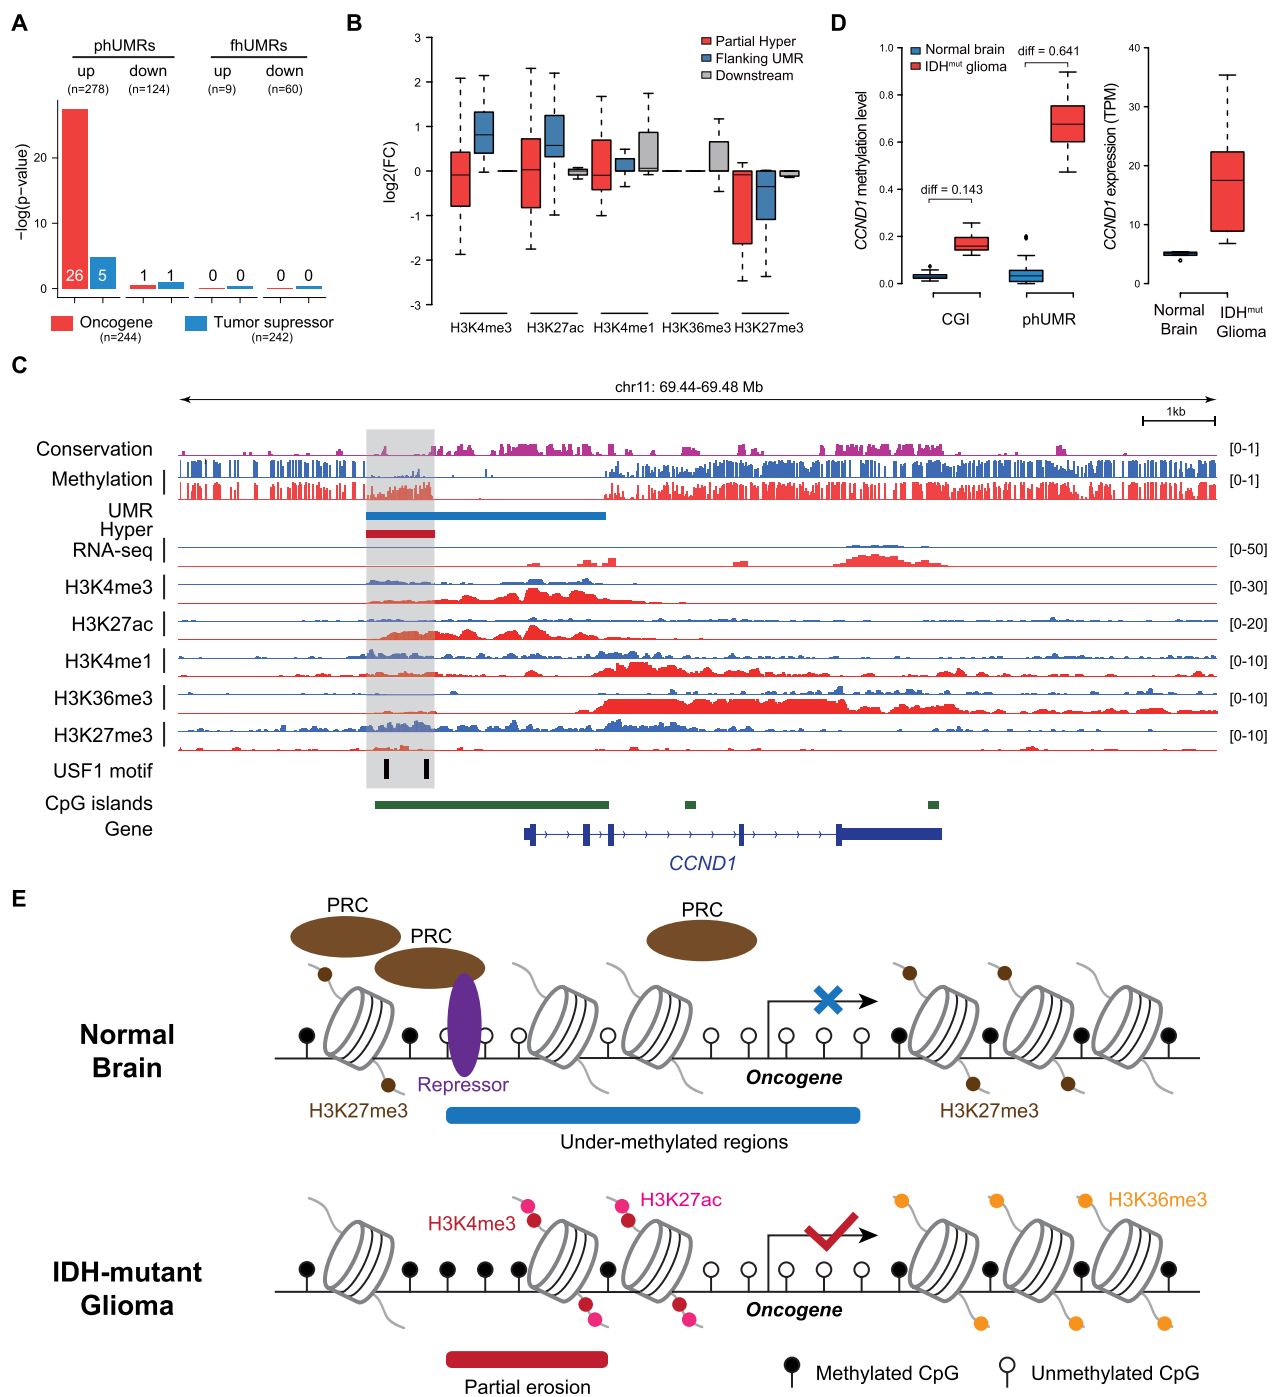 A
phUMRs
fhUMRs
up
down
up
down
(n=278)
(n=124)
(n=9)
(n=60)
−log(p−value)
20
10
0
26
5
1
1
0
0
0
0
Oncogene
(n=244)
Tumor supressor
(n=242)
B
log2(FC)
3
2
1
0
-1
-2
-3
Partial Hyper
Flanking UMR
Downstream
H3K4me3
H3K27ac
H3K4me1
H3K36me3
H3K27me3
D
CCND1 methylation level
1.0
0.8
0.6
0.4
0.2
0.0
Normal brain
IDHmut glioma
diff = 0.641
diff = 0.143
CGI
phUMR
CCND1 expression (TPM)
40
30
20
10
0
Normal
Brain
IDHmut
Glioma
C
chr11: 69.44-69.48 Mb
1kb
Conservation
[0-1]
Methylation
[0-1]
UMR
Hyper
RNA-seq
[0-50]
H3K4me3
[0-30]
H3K27ac
[0-20]
H3K4me1
[0-10]
H3K36me3
[0-10]
H3K27me3
[0-10]
USF1 motif
CpG islands
Gene
CCND1
E
PRC
PRC
PRC
Normal
Brain
Repressor
Oncogene
H3K27me3
H3K27me3
Under-methylated regions
H3K4me3
H3K27ac
H3K36me3
IDH-mutant
Glioma
Oncogene
Partial erosion
Methylated CpG
Unmethylated CpG